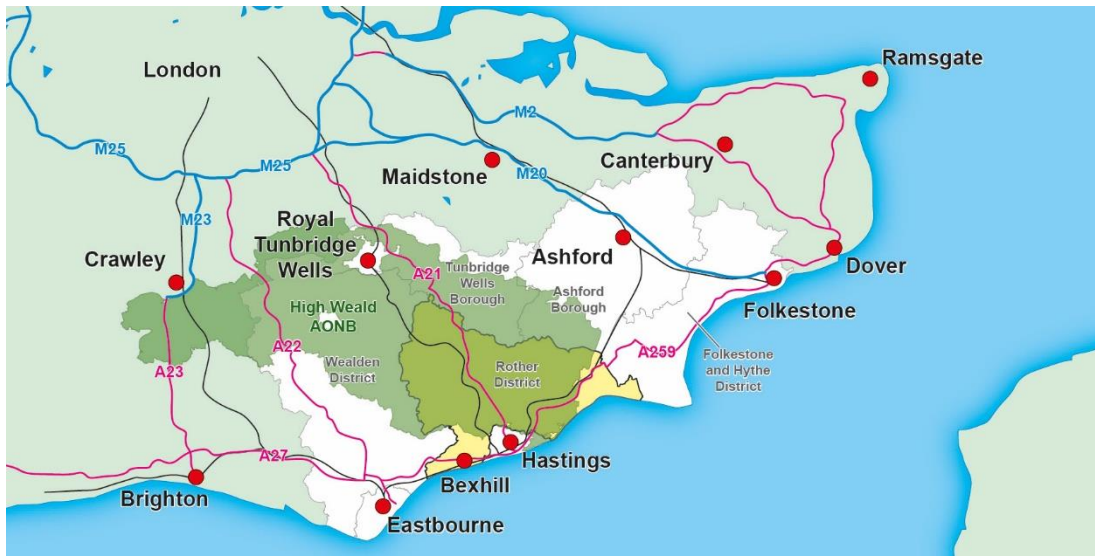 London
Ramsgate
M2
M25
M25
Canterbury
Maidstone
M20
M23
Royal
Tunbridge
Wells
Crawley
A21
Tunbridge
Wells
Borough
Ashford
Ashford
Borough
Dover
Folkestone
High Weald
AONB
A22
A23
Wealden
District
Rother
District
A259
Folkestone
and Hythe
District
A27
Hastings
Bexhill
Brighton
Eastbourne